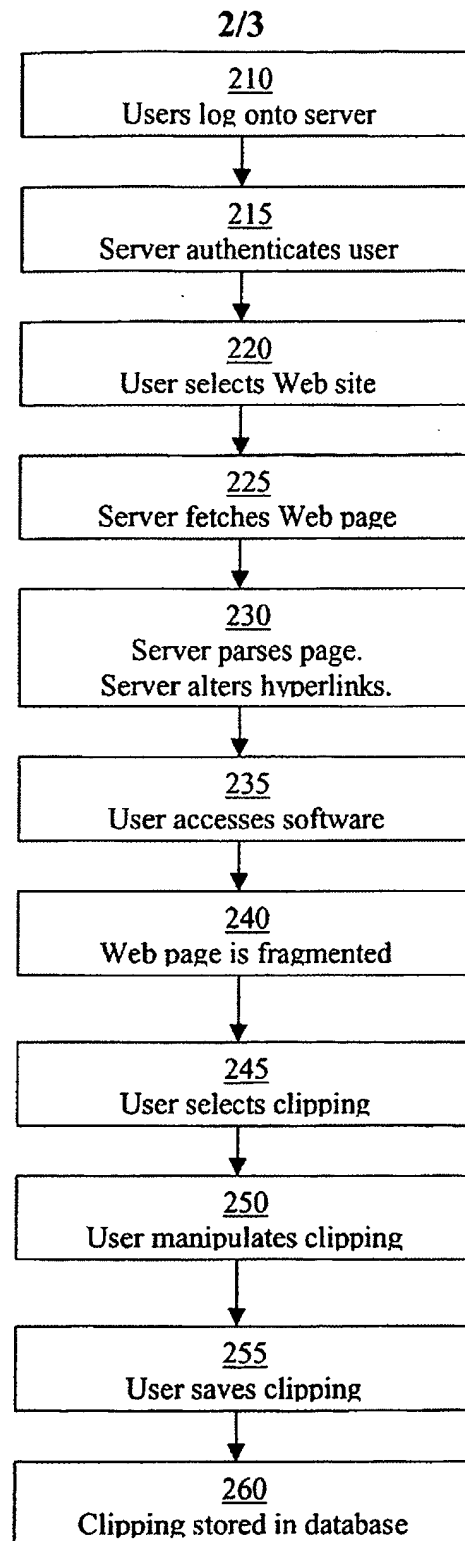 2/3
210
Users log onto server
215
Server authenticates user
220
User selects Web site
225
Server fetches Web page
230
Server parses page.
Server alters hyperlinks.
235
User accesses software
240
Web page is fragmented
245
User selects clipping
250
User manipulates clipping
255
User saves clipping
260
Clipping stored in database